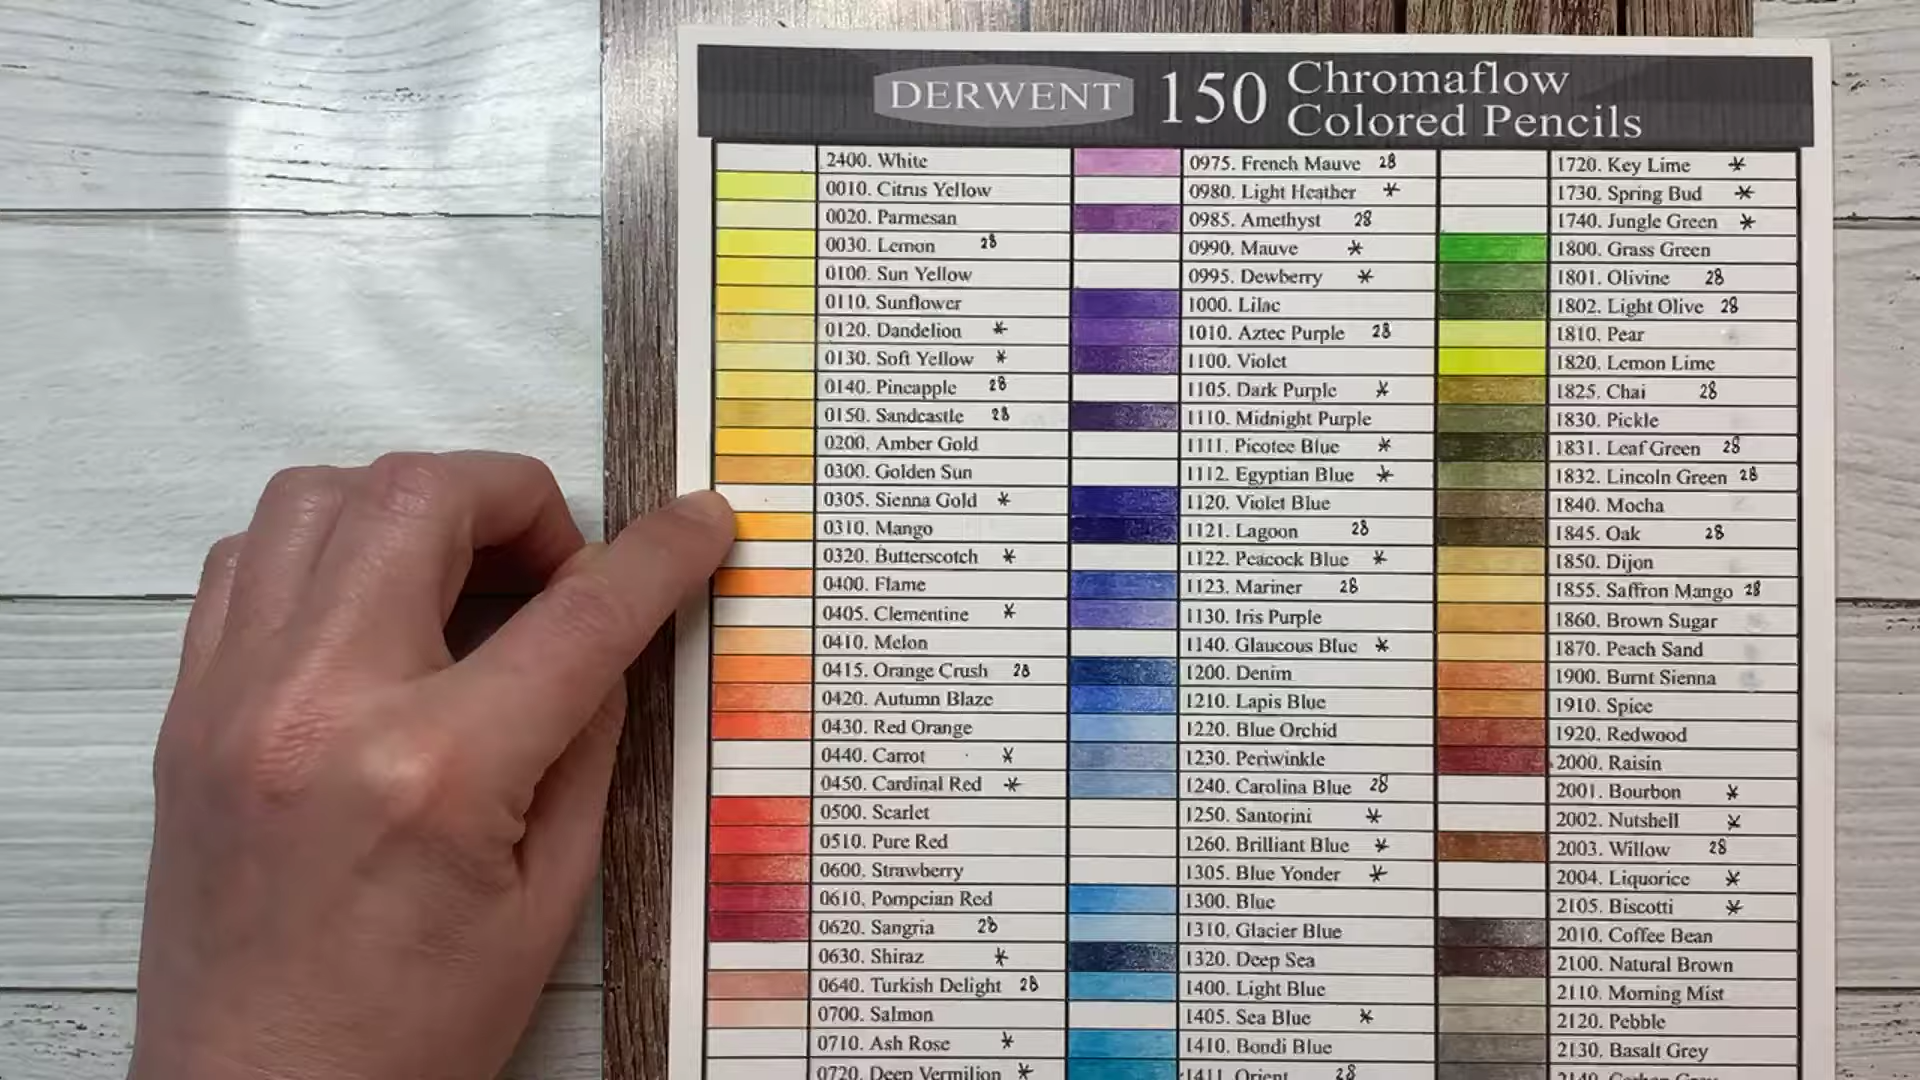 DERWENT 150 Chromaflow
Colored Pencils
2400. White
0010. Citrus Yellow
0020. Parmesan
0030. Lemon 28
0100. Sun Yellow
0110. Sunflower
0120. Dandelion *
0130. Soft Yellow *
0140. Pineapple 28
0150. Sandcastle 28
0200. Amber Gold
0300. Golden Sun
0305. Sienna Gold *
0310. Mango
0320. Butterscotch *
0400. Flame
0405. Clementine *
0410. Melon
0415. Orange Crush 28
0420. Autumn Blaze
0430. Red Orange
0440. Carrot *
0450. Cardinal Red *
0500. Scarlet
0510. Pure Red
0600. Strawberry
0610. Pompeian Red
0620. Sangria 28
0630. Shiraz *
0640. Turkish Delight 28
0700. Salmon
0710. Ash Rose *
0720. Deep Vermilion *
0975. French Mauve 28
0980. Light Heather *
0985. Amethyst 28
0990. Mauve *
0995. Dewberry *
1000. Lilac
1010. Aztec Purple 28
1100. Violet
1105. Dark Purple *
1110. Midnight Purple
1111. Picotee Blue *
1112. Egyptian Blue *
1120. Violet Blue
1121. Lagoon 28
1122. Peacock Blue *
1123. Mariner 28
1130. Iris Purple
1140. Glaucous Blue *
1200. Denim
1210. Lapis Blue
1220. Blue Orchid
1230. Periwinkle
1240. Carolina Blue 28
1250. Santorini *
1260. Brilliant Blue *
1305. Blue Yonder *
1300. Blue
1310. Glacier Blue
1320. Deep Sea
1400. Light Blue
1405. Sea Blue *
1410. Bondi Blue
1411. Orient 28
1720. Key Lime *
1730. Spring Bud *
1740. Jungle Green *
1800. Grass Green
1801. Olivine 28
1802. Light Olive 28
1810. Pear
1820. Lemon Lime
1825. Chai 28
1830. Pickle
1831. Leaf Green 28
1832. Lincoln Green 28
1840. Mocha
1845. Oak 28
1850. Dijon
1855. Saffron Mango 28
1860. Brown Sugar
1870. Peach Sand
1900. Burnt Sienna
1910. Spice
1920. Redwood
2000. Raisin
2001. Bourbon *
2002. Nutshell *
2003. Willow 28
2004. Liquorice *
2105. Biscotti *
2010. Coffee Bean
2100. Natural Brown
2110. Morning Mist
2120. Pebble
2130. Basalt Grey